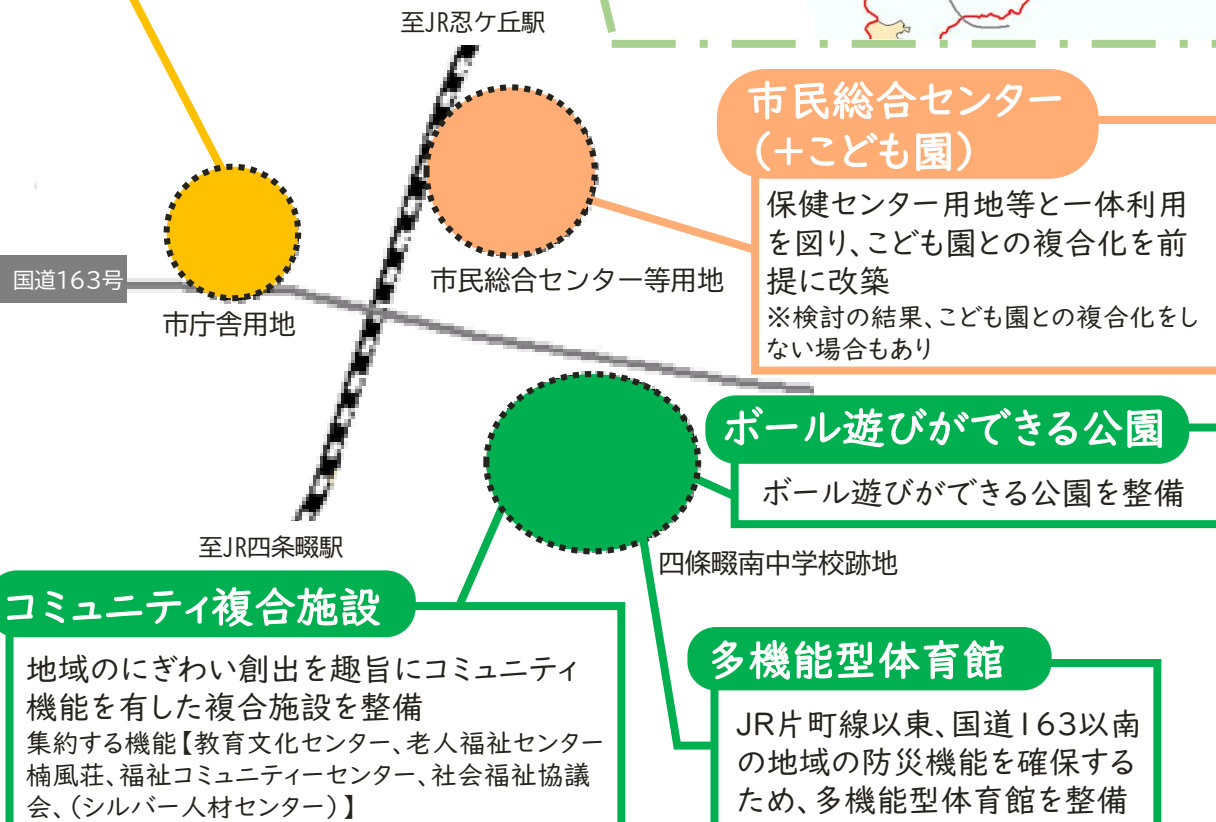 至JR忍ケ丘駅
市民総合センター
(+こども園)
保健センター用地等と一体利用
を図り、こども園との複合化を前
提に改築
※検討の結果、こども園との複合化をし
ない場合もあり
市民総合センター等用地
国道163号
市庁舎用地
ボール遊びができる公園
ボール遊びができる公園を整備
至JR四条畷駅
四條畷南中学校跡地
コミュニティ複合施設
地域のにぎわい創出を趣旨にコミュニティ
機能を有した複合施設を整備
集約する機能【教育文化センター、老人福祉センター
楠風荘、福祉コミュニティーセンター、社会福祉協議
会、(シルバー人材センター)】
多機能型体育館
JR片町線以東、国道163以南
の地域の防災機能を確保する
ため、多機能型体育館を整備